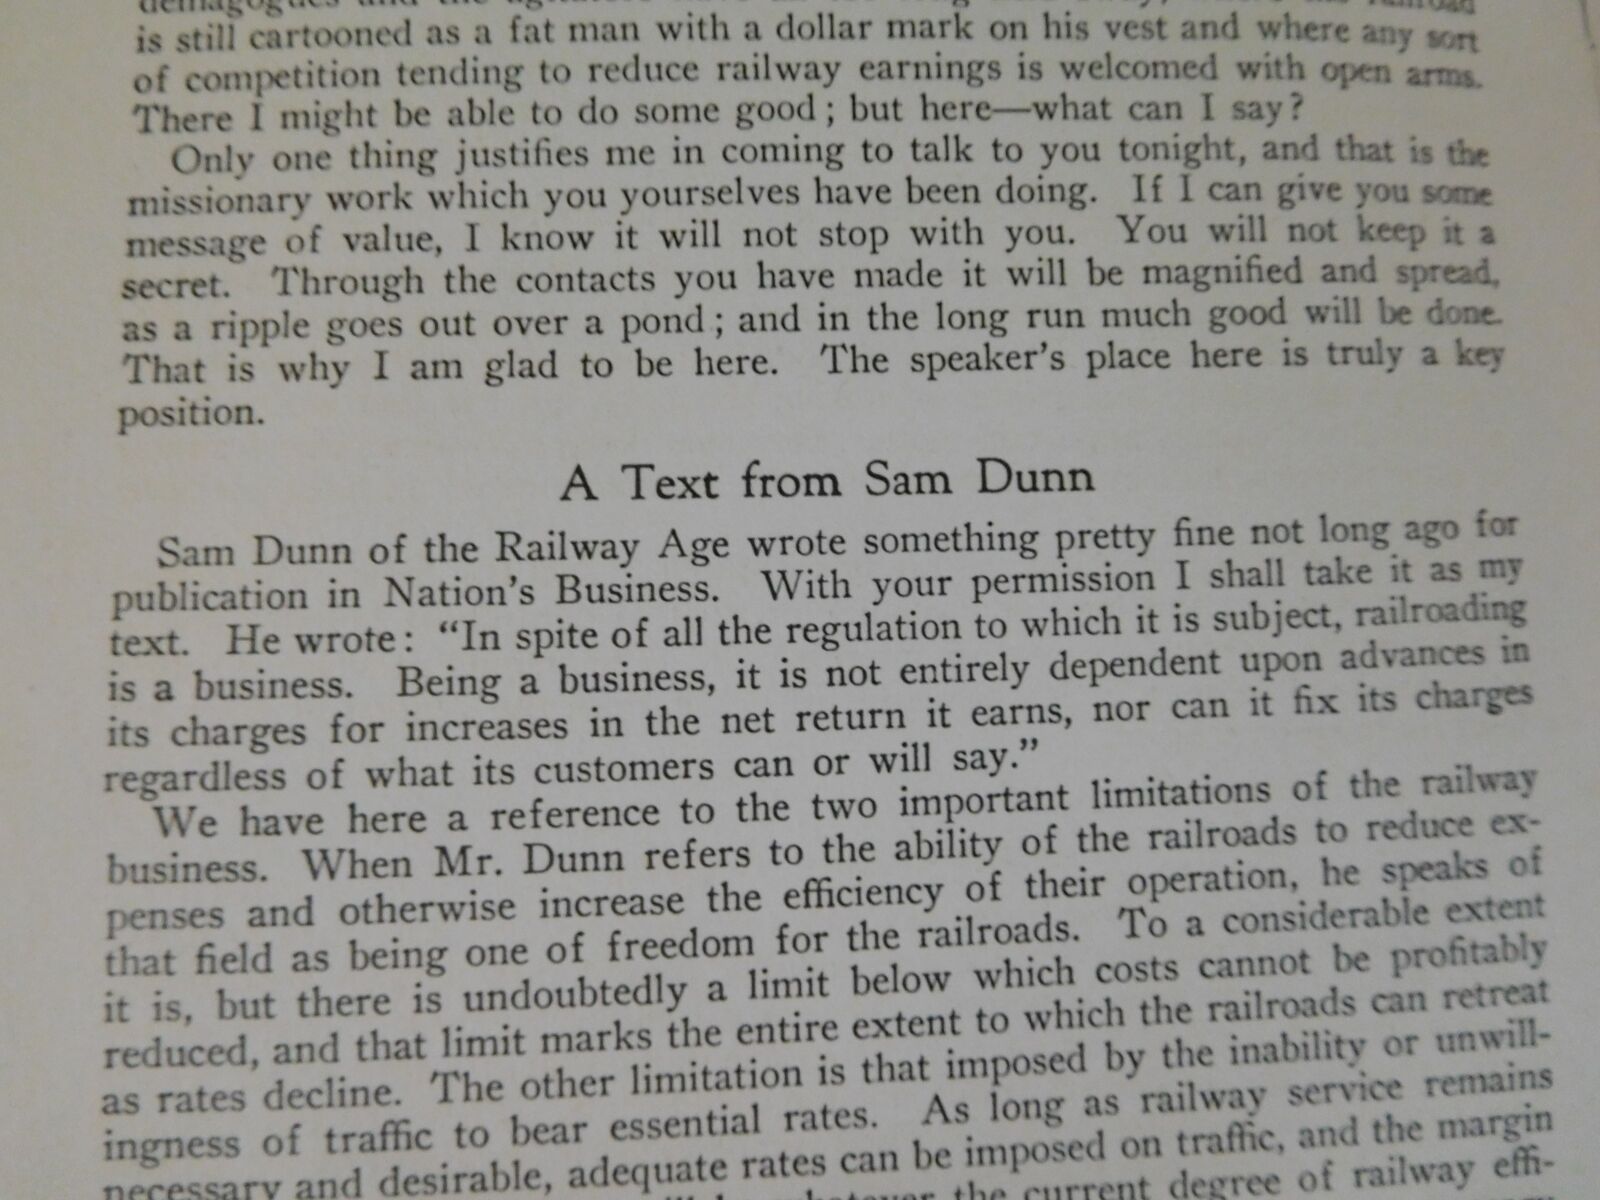 demagogues and the
is still cartooned as a fat man with a dollar mark on his vest and where any sort
of competition tending to reduce railway earnings is welcomed with open arms.
There I might be able to do some good; but here—what can I say?
Only one thing justifies me in coming to talk to you tonight, and that is the
missionary work which you yourselves have been doing. If I can give you some
message of value, I know it will not stop with you. You will not keep it a
secret. Through the contacts you have made it will be magnified and spread,
as a ripple goes out over a pond; and in the long run much good will be done.
That is why I am glad to be here. The speaker's place here is truly a key
position.
A Text from Sam Dunn
Sam Dunn of the Railway Age wrote something pretty fine not long ago for
publication in Nation's Business. With your permission I shall take it as my
text. He wrote: "In spite of all the regulation to which it is subject, railroading
is a business. Being a business, it is not entirely dependent upon advances in
its charges for increases in the net return it earns, nor can it fix its charges
regardless of what its customers can or will say."
We have here a reference to the two important limitations of the railway
business. When Mr. Dunn refers to the ability of the railroads to reduce ex-
penses and otherwise increase the efficiency of their operation, he speaks of
that field as being one of freedom for the railroads. To a considerable extent
it is, but there is undoubtedly a limit below which costs cannot be profitably
reduced, and that limit marks the entire extent to which the railroads can retreat
as rates decline. The other limitation is that imposed by the inability or unwill-
ingness of traffic to bear essential rates. As long as railway service remains
necessary and desirable, adequate rates can be imposed on traffic, and the margin
whatever the current degree of railway effi-